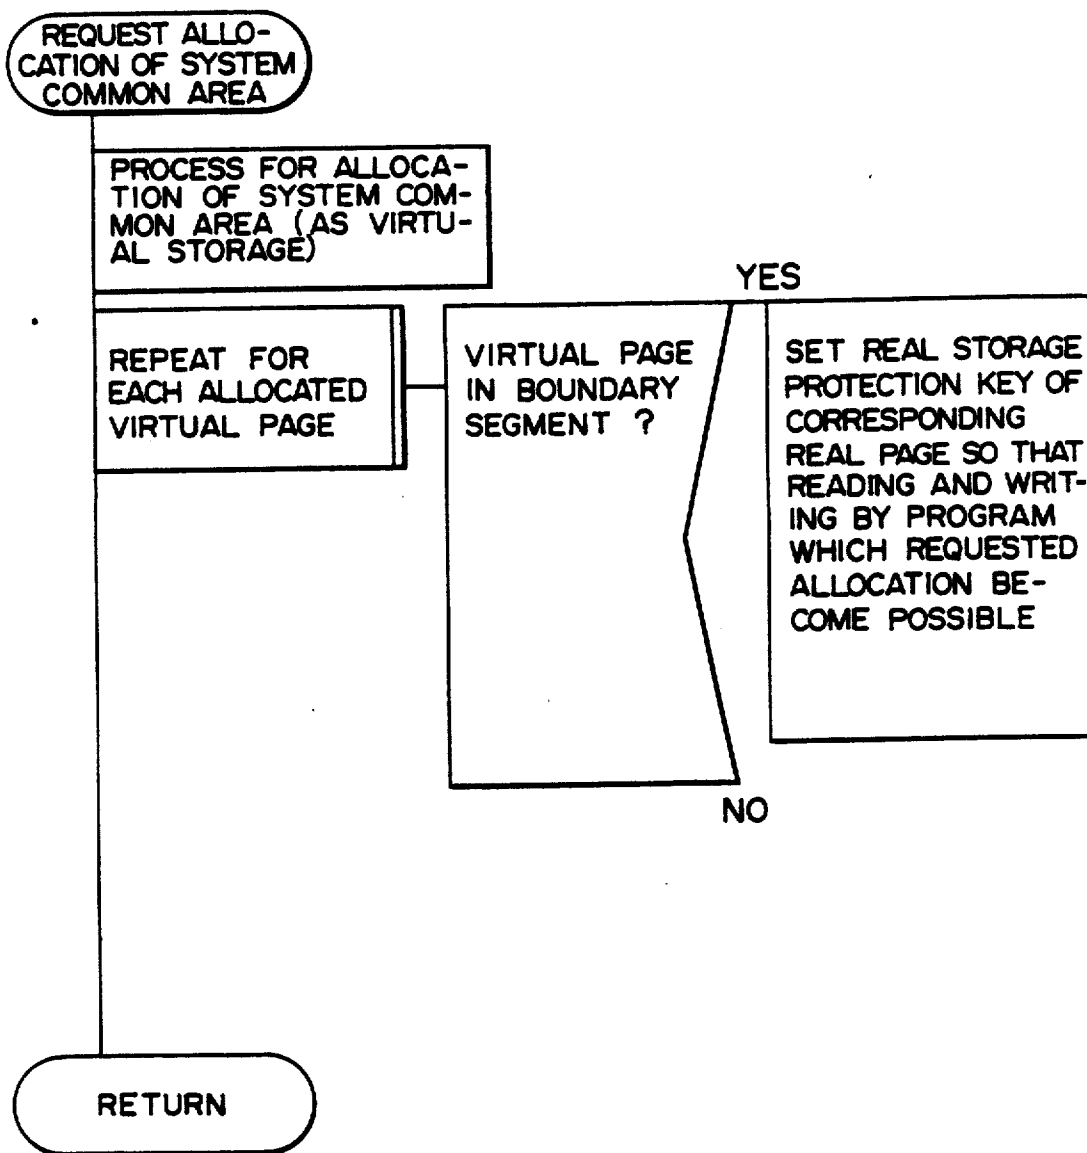 REQUEST ALLO-
CATION OF SYSTEM
COMMON AREA
PROCESS FOR ALLOCA-
TION OF SYSTEM COM-
MON AREA (AS VIRTU-
AL STORAGE)
REPEAT FOR
EACH ALLOCATED
VIRTUAL PAGE
VIRTUAL PAGE
IN BOUNDARY
SEGMENT ?
YES
SET REAL STORAGE
PROTECTION KEY OF
CORRESPONDING
REAL PAGE SO THAT
READING AND WRIT-
ING BY PROGRAM
WHICH REQUESTED
ALLOCATION BE-
COME POSSIBLE
NO
RETURN